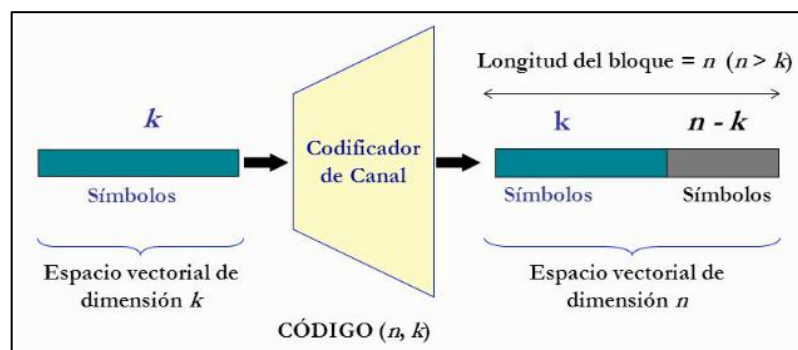 k
Símbolos
Espacio vectorial de
dimensión k
Codificador
de Canal
CÓDIGO (n, k)
Longitud del bloque = n (n > k)
k
n - k
Símbolos
Símbolos
Espacio vectorial de
dimensión n